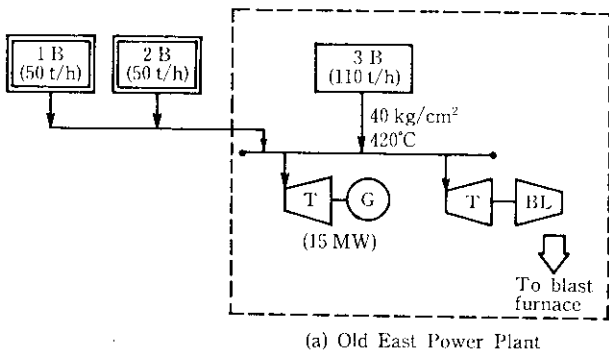 1 B
(50 t/h)
2 B
(50 t/h)
3 B
(110 t/h)
40 kg/cm²
420°C
T
G
(15 MW)
T
BL
To blast
furnace
(a) Old East Power Plant